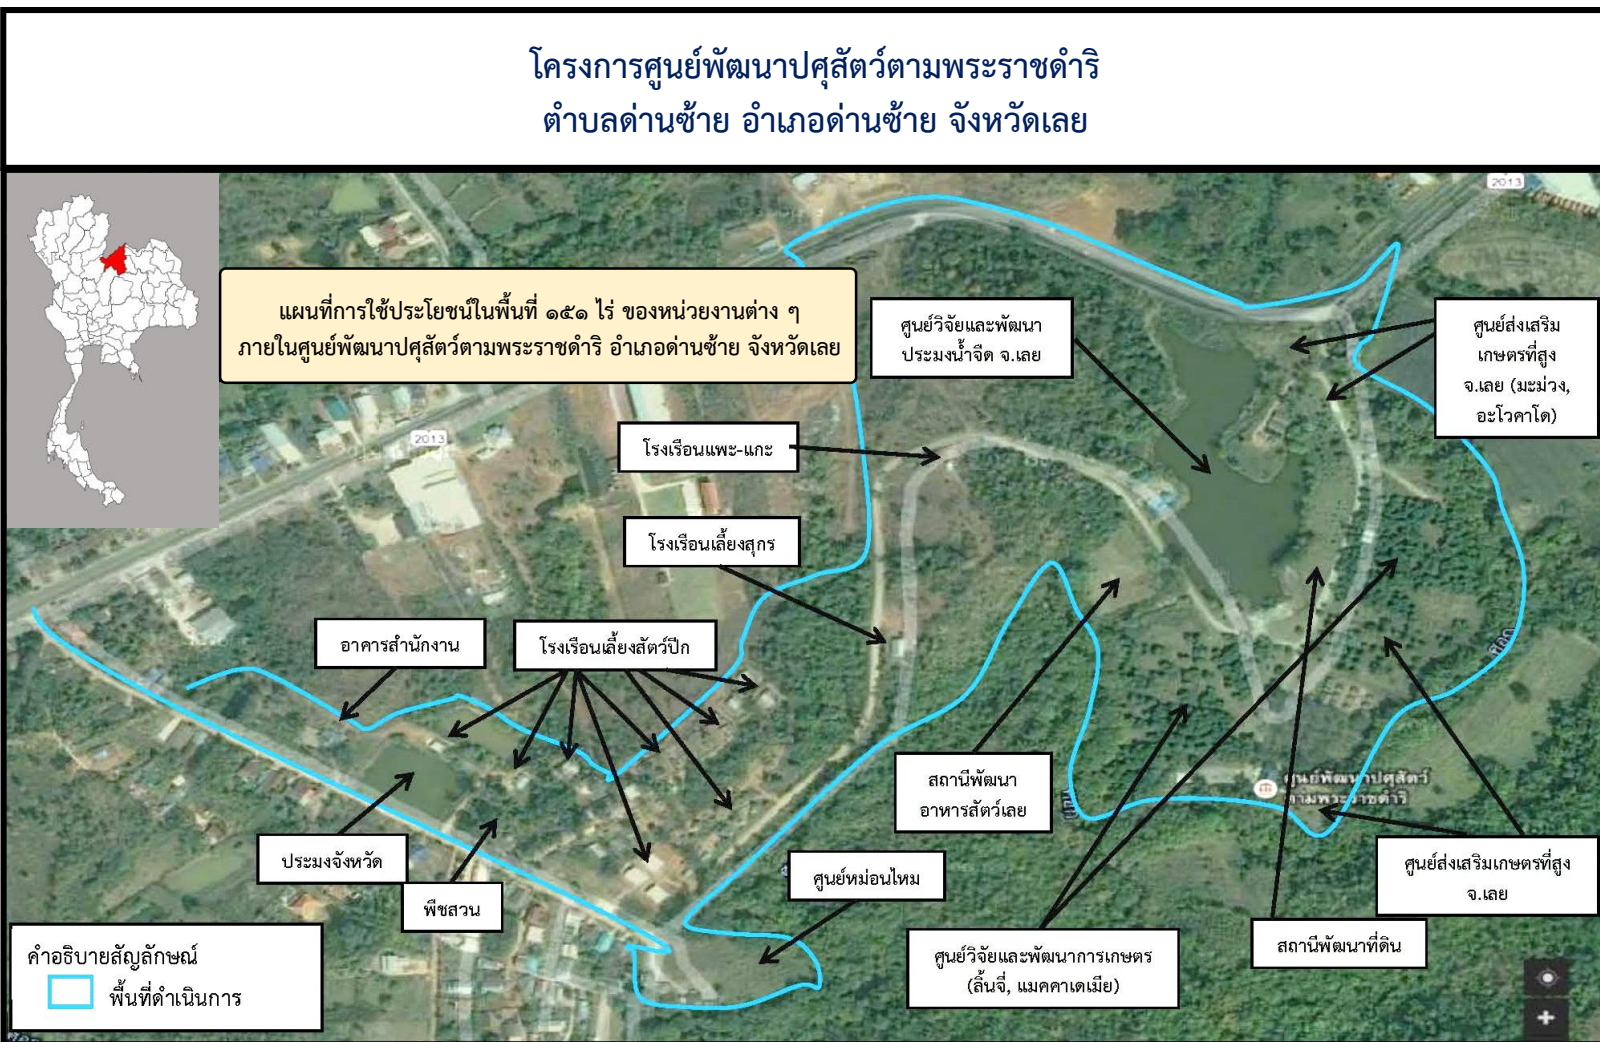 โครงการศูนย์พัฒนาปศุสัตว์ตามพระราชดำริ
ตำบลด่านซ้าย อำเภอด่านซ้าย จังหวัดเลย
2013
แผนที่การใช้ประโยชน์ในพื้นที่ ๑๕๑ ไร่ ของหน่วยงานต่าง ๆ
ภายในศูนย์พัฒนาปศุสัตว์ตามพระราชดำริ อำเภอด่านซ้าย จังหวัดเลย
ศูนย์วิจัยและพัฒนา
ประมงน้ำจืด จ.เลย
ศูนย์ส่งเสริม
เกษตรที่สูง
จ.เลย (มะม่วง,
อะโวคาโด)
2013
โรงเรือนแพะ-แกะ
โรงเรือนเลี้ยงสุกร
อาคารสำนักงาน
โรงเรือนเลี้ยงสัตว์ปีก
สถานีพัฒนา
อาหารสัตว์เลย
ศูนย์พัฒนาปศุสัตว์
ตามพระราชดำริ
ประมงจังหวัด
พืชสวน
ศูนย์หม่อนไหม
ศูนย์ส่งเสริมเกษตรที่สูง
จ.เลย
ศูนย์วิจัยและพัฒนาการเกษตร
(ลิ้นจี่, แมคคาเดเมีย)
สถานีพัฒนาที่ดิน
คำอธิบายสัญลักษณ์
พื้นที่ดำเนินการ